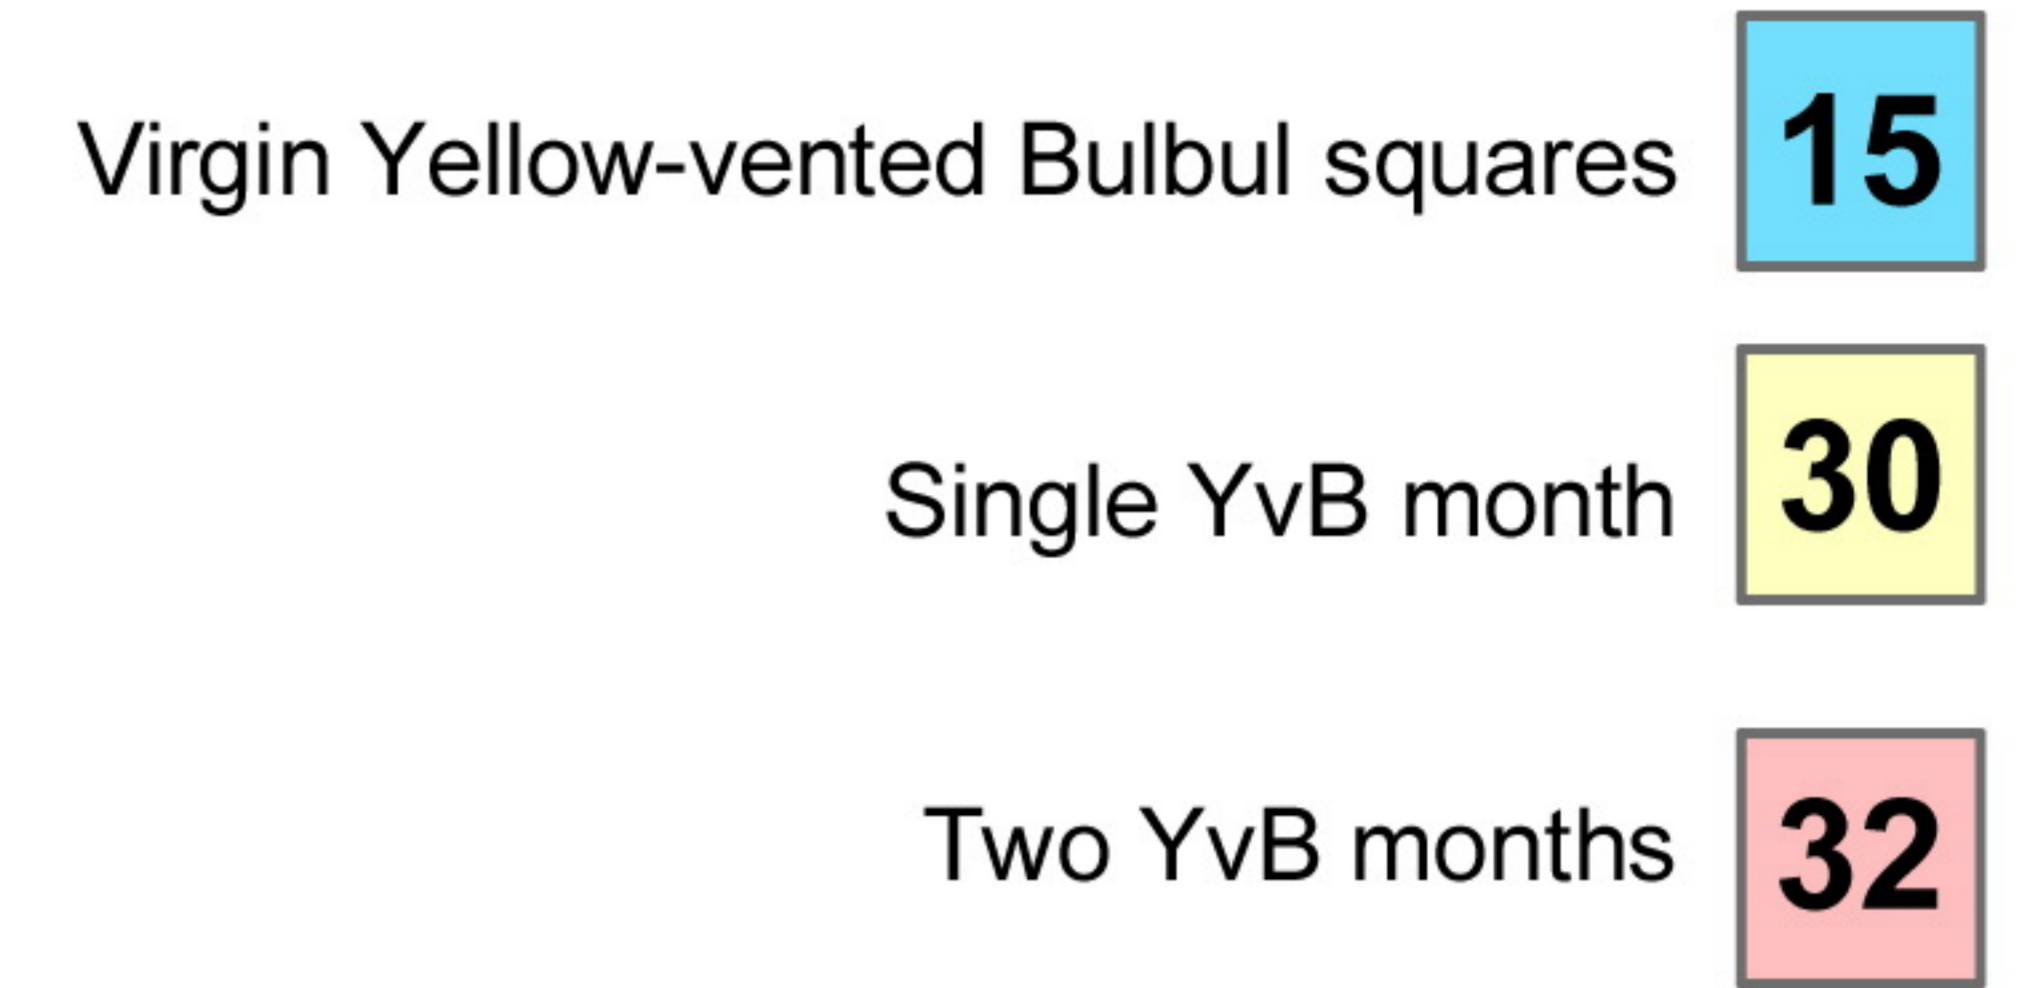 Virgin Yellow-vented Bulbul squares 15
Single YvB month 30
Two YvB months 32